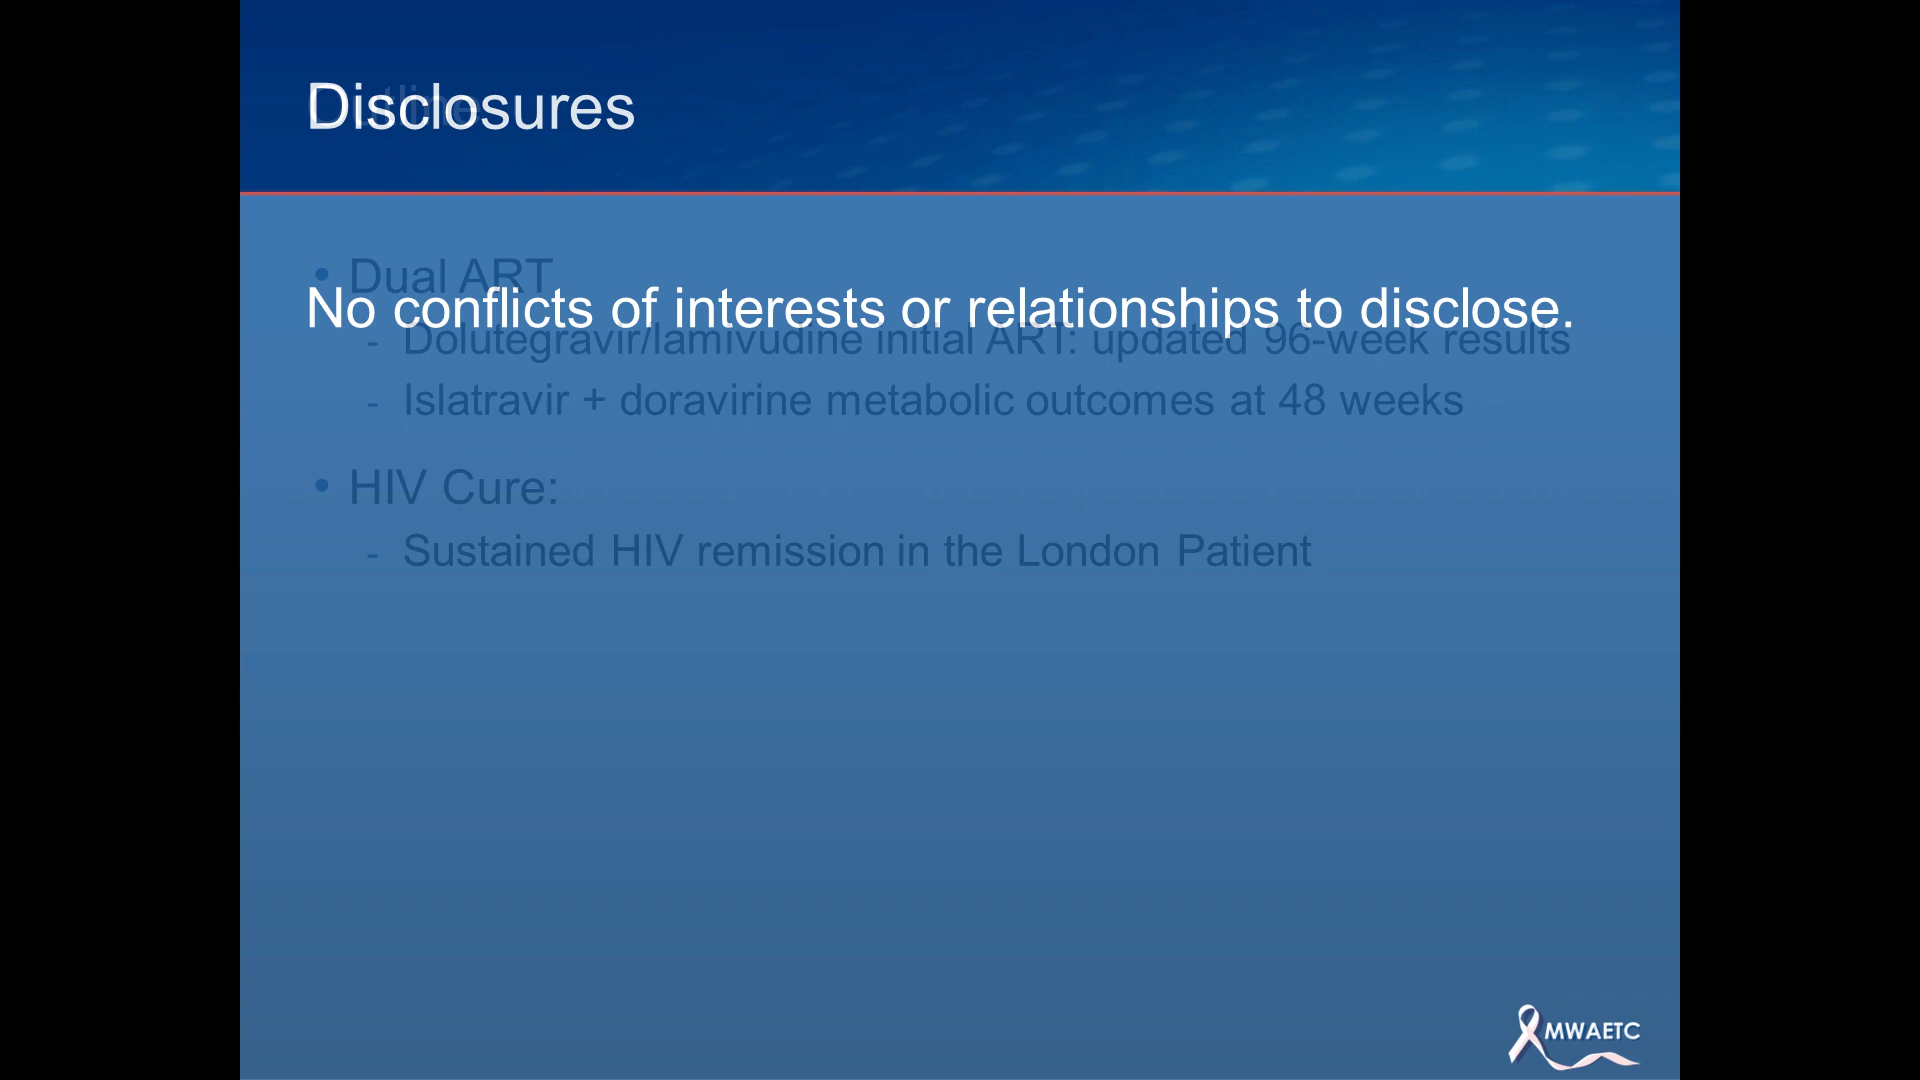 Disclosures
Outline
• Dual ART
No conflicts of interests or relationships to disclose.
- Dolutegravir/lamivudine initial ART: updated 96-week results
- Islatravir + doravirine metabolic outcomes at 48 weeks
• HIV Cure:
- Sustained HIV remission in the London Patient
MWAETC